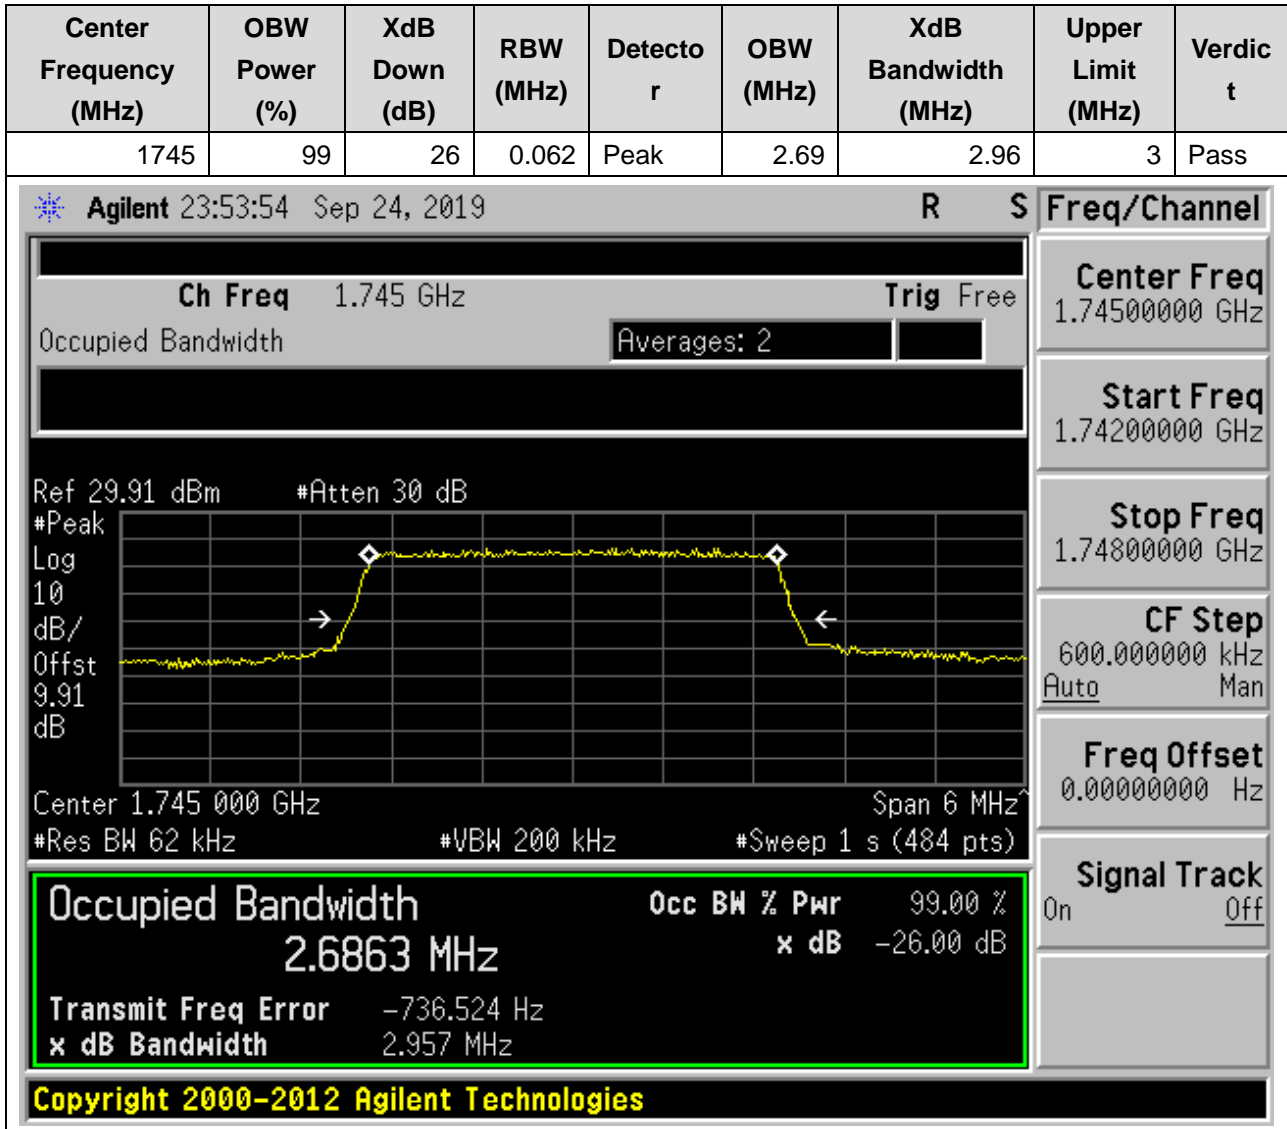 Center Frequency (MHz) OBW Power (%) XdB Down (dB) RBW (MHz) Detecto r OBW (MHz) XdB Bandwidth (MHz) Upper Limit (MHz) Verdic t
1745 99 26 0.062 Peak 2.69 2.96 3 Pass
Agilent 23:53:54 Sep 24, 2019 R S Freq/Channel
Ch Freq 1.745 GHz Trig Free
Occupied Bandwidth Averages: 2
Center Freq
1.74500000 GHz
Start Freq
1.74200000 GHz
Stop Freq
1.74800000 GHz
CF Step
600.000000 kHz
Auto Man
Freq Offset
0.00000000 Hz
Signal Track
On Off
Ref 29.91 dBm #Atten 30 dB
#Peak
Log
10
dB/
Offst
9.91
dB
Center 1.745 000 GHz Span 6 MHz^
#Res BW 62 kHz #VBW 200 kHz #Sweep 1 s (484 pts)
Occupied Bandwidth Occ BW % Pwr 99.00 %
2.6863 MHz x dB -26.00 dB
Transmit Freq Error -736.524 Hz
x dB Bandwidth 2.957 MHz
Copyright 2000-2012 Agilent Technologies